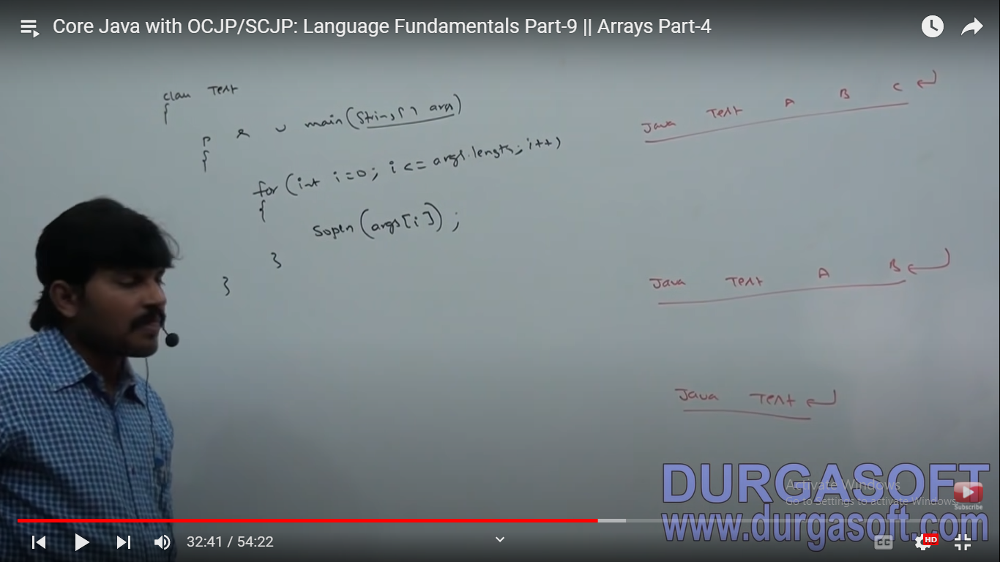 Core Java with OCJP/SCJP: Language Fundamentals Part-9 || Arrays Part-4
class Test
{
p s v main(String[] args)
{
for(int i=0; i<=args.length; i++)
{
Sopln(args[i]);
}
}
Java Test A B C
Java Test A B
Java Test
DURGASOFT
www.durgasoft.com
Activate Windows
Go to Settings to activate Windows.
Subscribe
32:41 / 54:22
CC
HD